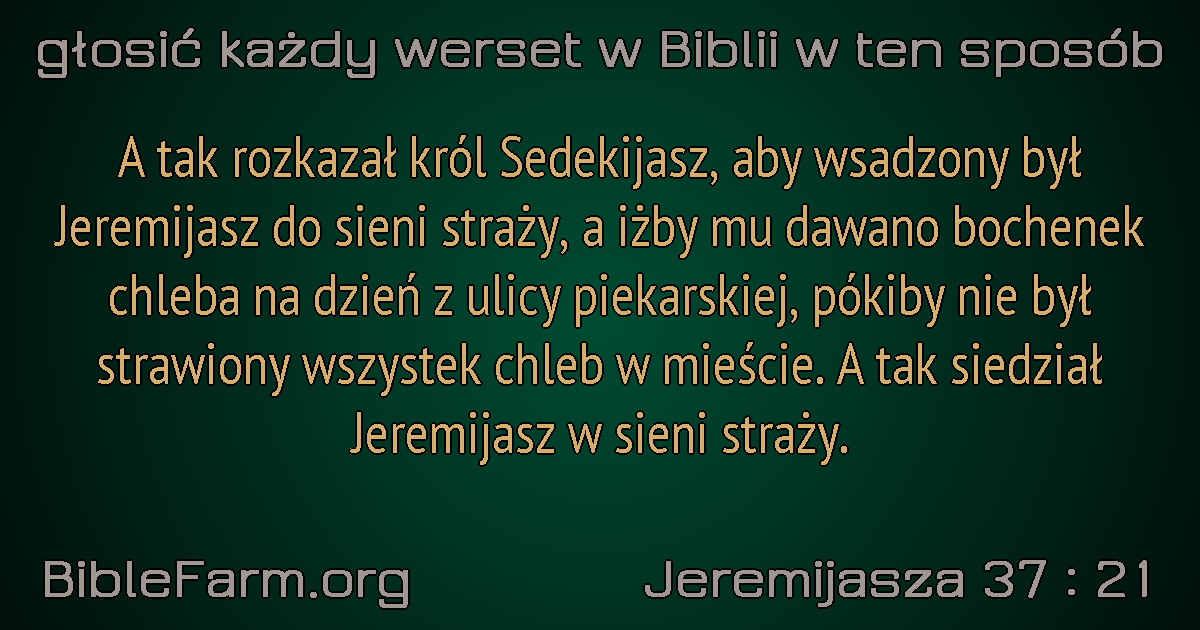 głosić każdy werset w Biblii w ten sposób
A tak rozkazał król Sedekijasz, aby wsadzony był
Jeremijasz do sieni straży, a iżby mu dawano bochenek
chleba na dzień z ulicy piekarskiej, pókiby nie był
strawiony wszystek chleb w mieście. A tak siedział
Jeremijasz w sieni straży.
BibleFarm.org
Jeremijasza 37 : 21